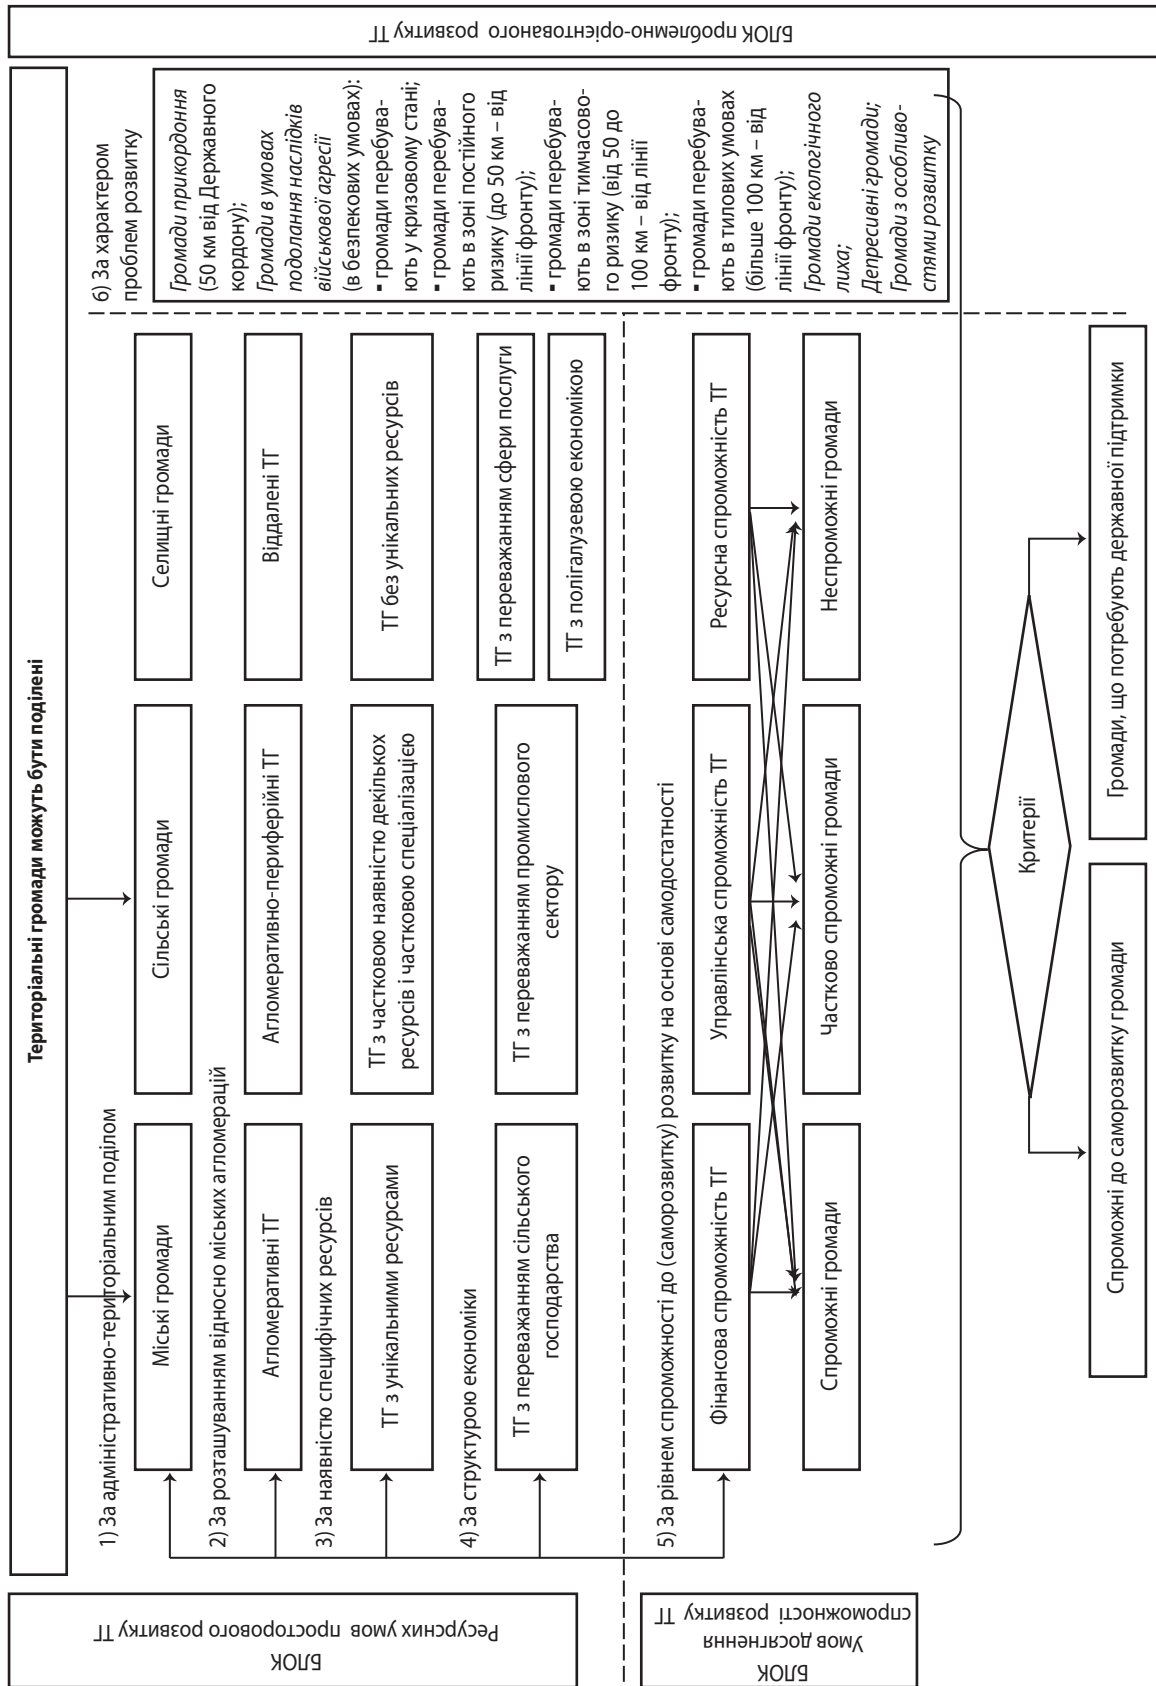 Територіальні громади можуть бути поділені
БЛОК
Ресурсних умов просторового розвитку ТГ
1) За адміністративно-територіальним поділом
Міські громади
Сільські громади
Селищні громади
2) За розташуванням відносно міських агломерацій
Агломеративні ТГ
Агломеративно-периферійні ТГ
Віддалені ТГ
3) За наявністю специфічних ресурсів
ТГ з унікальними ресурсами
ТГ з частковою наявністю декількох
ресурсів і частковою спеціалізацією
ТГ без унікальних ресурсів
4) За структурою економіки
ТГ з переважанням сільського
господарства
ТГ з переважанням промислового
сектору
ТГ з переважанням сфери послуги
ТГ з полігалузевою економікою
БЛОК
Умов досягнення
спроможності розвитку ТГ
5) За рівнем спроможності до (саморозвитку) розвитку на основі самодостатності
Фінансова спроможність ТГ
Управлінська спроможність ТГ
Ресурсна спроможність ТГ
Спроможні громади
Частково спроможні громади
Неспроможні громади
БЛОК проблемно-орієнтованого розвитку ТГ
6) За характером
проблем розвитку
Громади прикордоння
(50 км від Державного
кордону);
Громади в умовах
подолання наслідків
військової агресії
(в безпекових умовах):
▪ громади перебува-
ють у кризовому стані;
▪ громади перебува-
ють в зоні постійного
ризику (до 50 км – від
лінії фронту);
▪ громади перебува-
ють в зоні тимчасово-
го ризику (від 50 до
100 км – від лінії
фронту);
▪ громади перебува-
ють в тилових умовах
(більше 100 км – від
лінії фронту);
Громади екологічного
лиха;
Депресивні громади;
Громади з особливо-
стями розвитку
Критерії
Спроможні до саморозвитку громади
Громади, що потребують державної підтримки